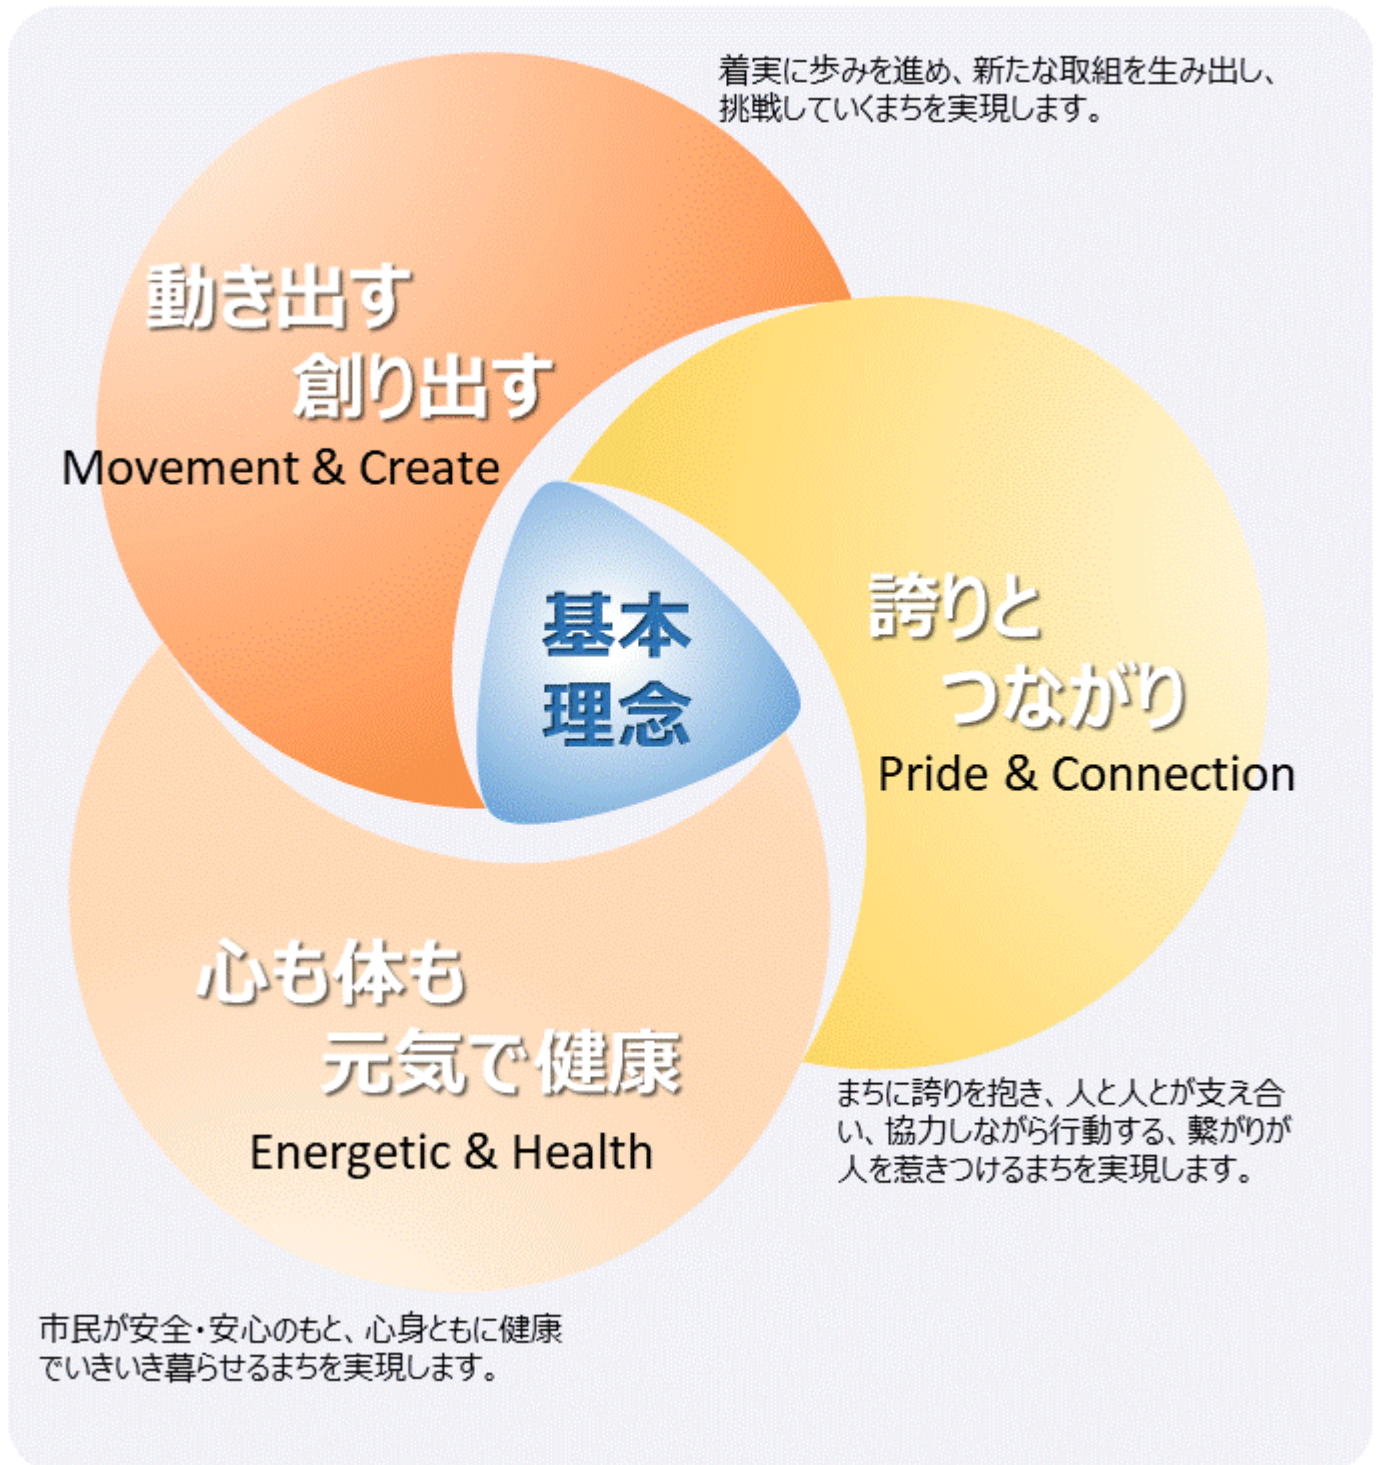 着実に歩みを進め、新たな取組を生み出し、
挑戦していくまちを実現します。
動き出す
創り出す
Movement & Create
基本
理念
誇りと
つながり
Pride & Connection
心も体も
元気で健康
Energetic & Health
まちに誇りを抱き、人と人とが支え合
い、協力しながら行動する、繋がりが
人を惹きつけるまちを実現します。
市民が安全・安心のもと、心身ともに健康
でいきいき暮らせるまちを実現します。